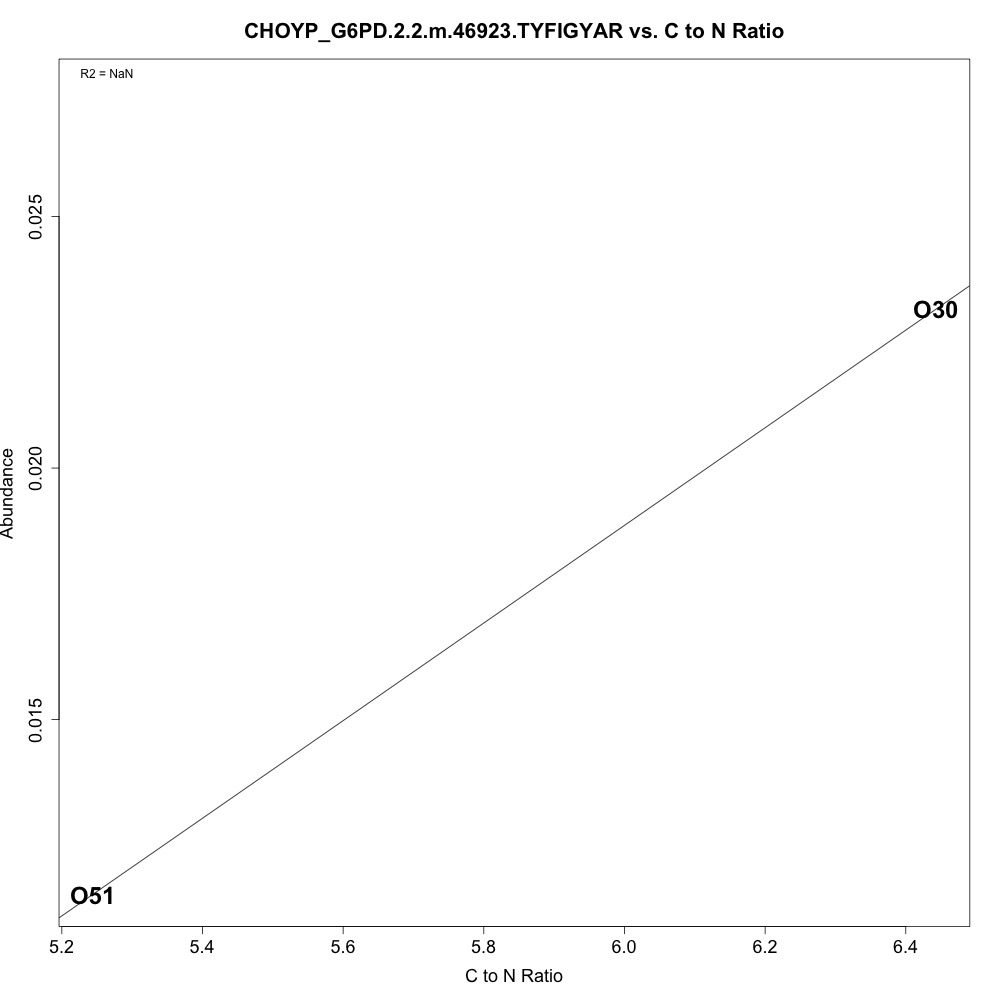 CHOYP_G6PD.2.2.m.46923.TYFIGYAR vs. C to N Ratio
R2 = NaN
0.025
O30
0.020
Abundance
0.015
O51
5.2 5.4 5.6 5.8 6.0 6.2 6.4
C to N Ratio